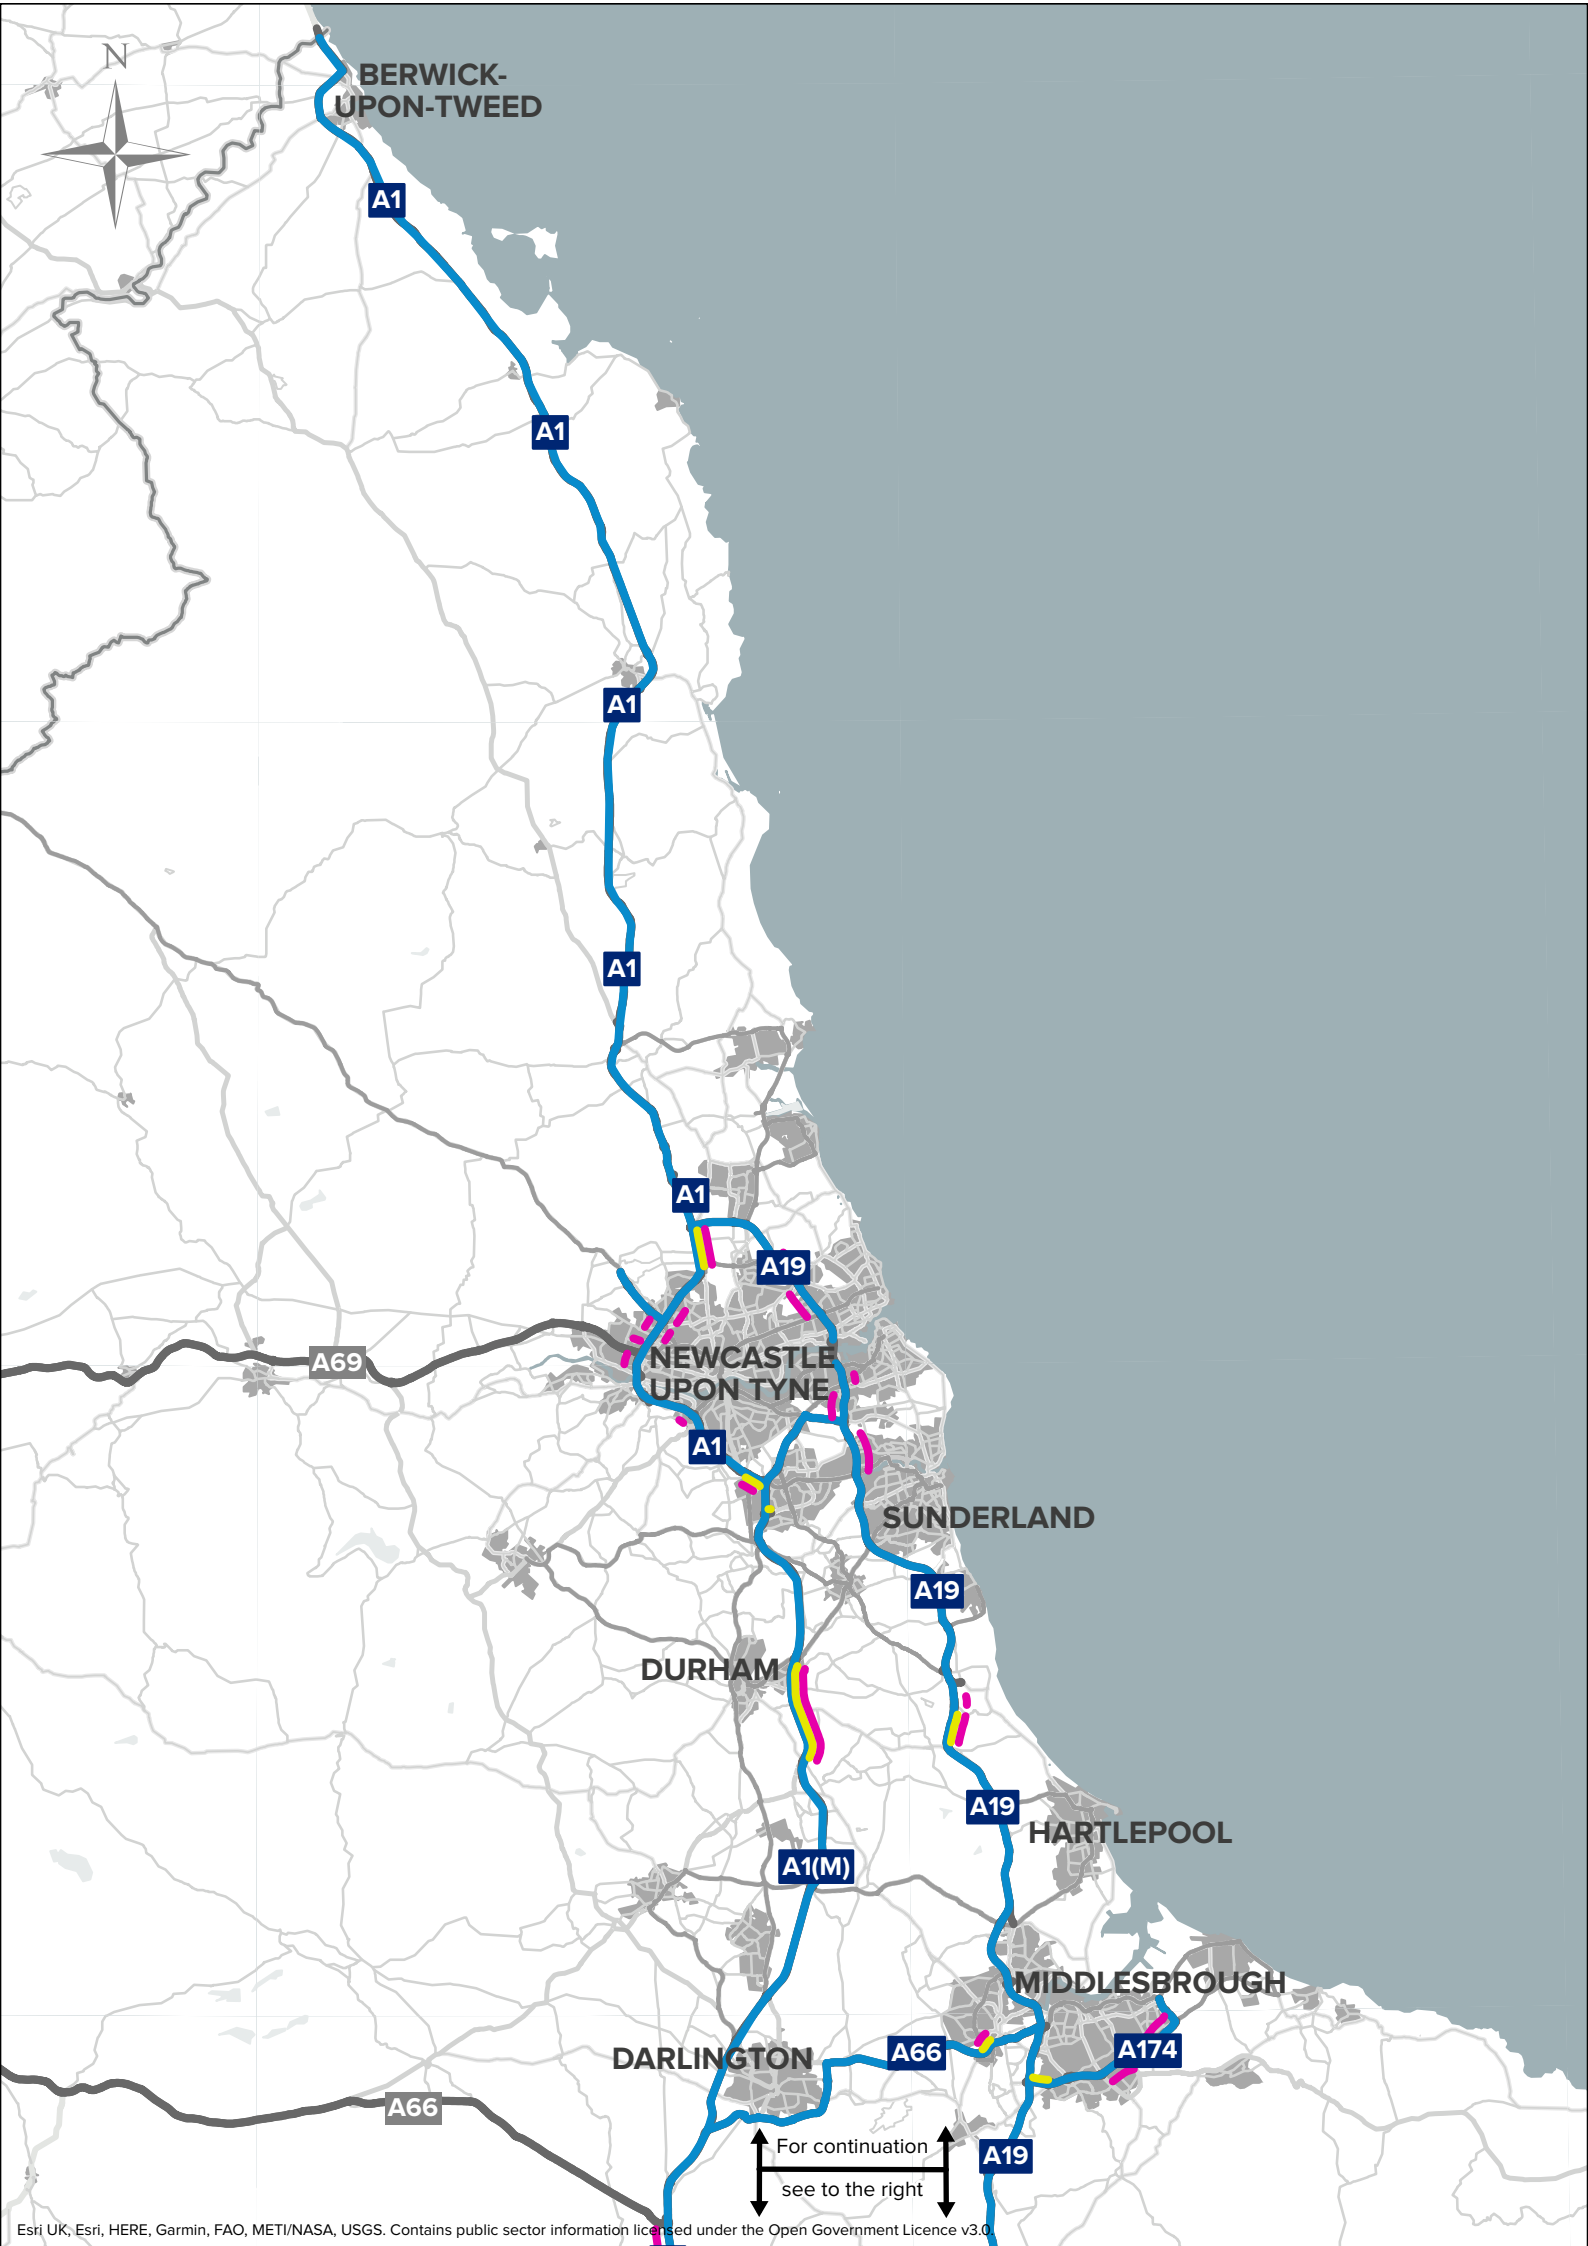 N
BERWICK-
UPON-TWEED
A1
A1
A1
A1
A1
A19
A69
NEWCASTLE
UPON TYNE
A1
SUNDERLAND
A19
DURHAM
A19
HARTLEPOOL
A1(M)
MIDDLESBROUGH
A66
A174
DARLINGTON
A66
For continuation
A19
see to the right
Esri UK, Esri, HERE, Garmin, FAO, METI/NASA, USGS. Contains public sector information licensed under the Open Government Licence v3.0.